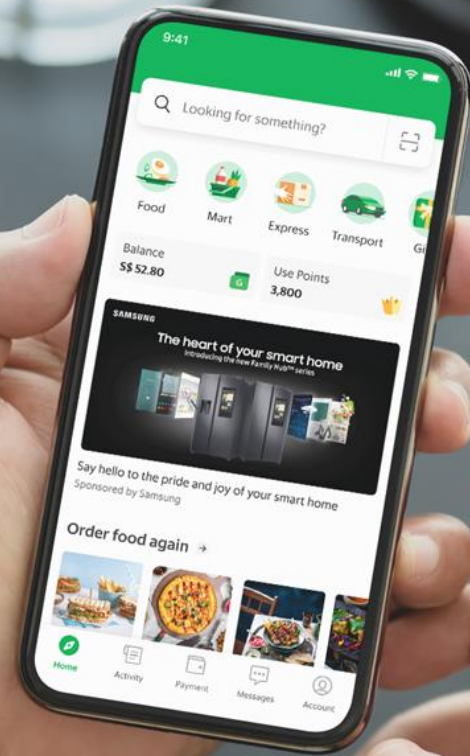 9:41
Looking for something?
Food
Mart
Express
Transport
Gi
Balance
S$ 52.80
G
Use Points
3,800
SAMSUNG
The heart of your smart home
Introducing the new Family Hub™ series
Say hello to the pride and joy of your smart home
Sponsored by Samsung
Order food again
Home
Activity
Payment
Messages
Account